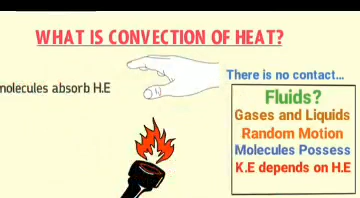 WHAT IS CONVECTION OF HEAT?
molecules absorb H.E
There is no contact...
Fluids?
Gases and Liquids
Random Motion
Molecules Possess
K.E depends on H.E